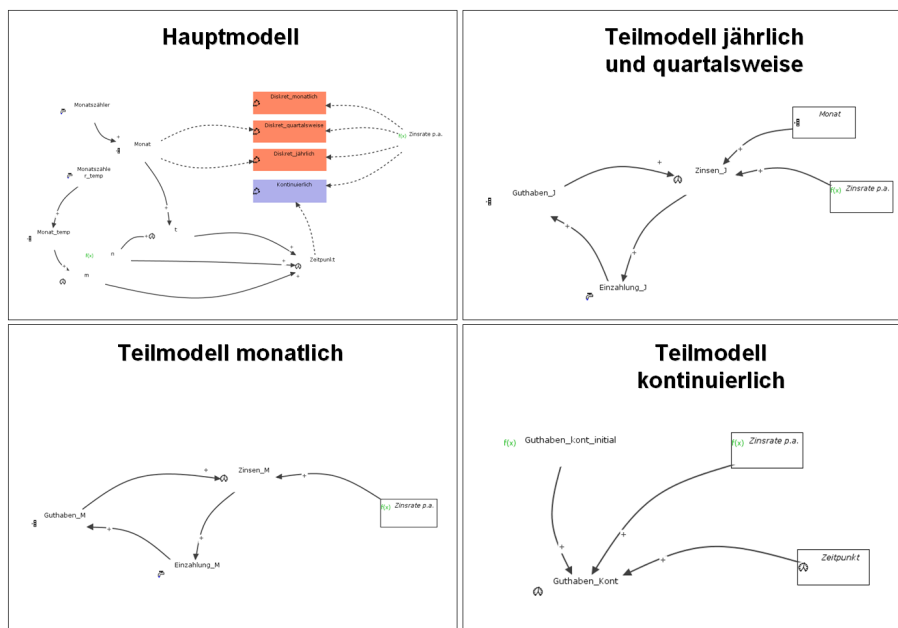 Hauptmodell
Diskret_monatlich
Monatszähler
Diskret_quartalsweise
f(x) Zinsrate p.a.
Monat
Diskret_jährlich
Monatszähle
r_temp
Kontinuierlich
Monat_temp
t
f(x)
n
Zeitpunkt
m
Teilmodell jährlich
und quartalsweise
Monat
Zinsen_J
Guthaben_J
f(x) Zinsrate p.a.
Einzahlung_J
Teilmodell monatlich
Zinsen_M
f(x) Zinsrate p.a.
Guthaben_M
Einzahlung_M
Teilmodell
kontinuierlich
f(x) Guthaben_kont_initial
f(x) Zinsrate p.a.
Zeitpunkt
Guthaben_Kont